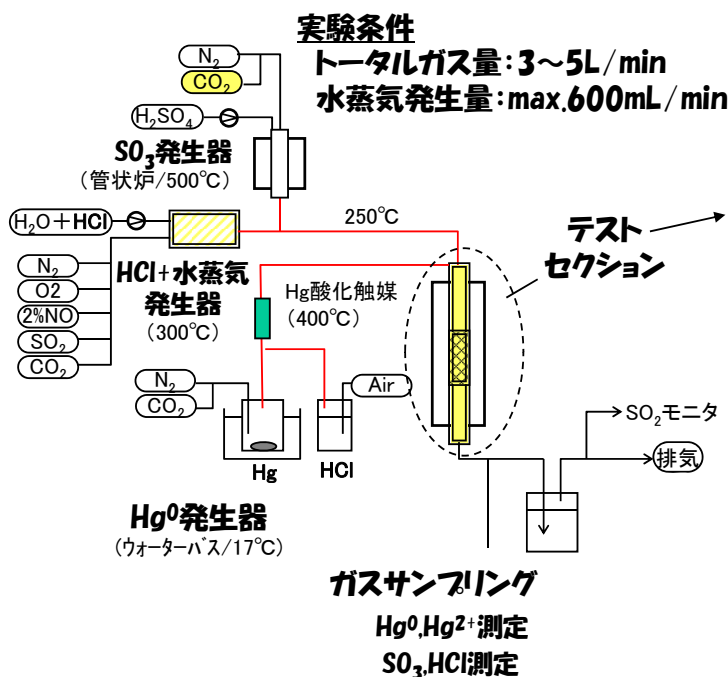 実験条件
トータルガス量:3~5L/min
水蒸気発生量:max.600mL/min
N₂
CO₂
H₂SO₄
SO₃発生器
(管状炉/500℃)
H₂O+HCl
250℃
テスト
セクション
N₂
O2
2%NO
SO₂
CO₂
HCl+水蒸気
発生器
(300℃)
Hg酸化触媒
(400℃)
N₂
CO₂
Air
Hg
HCl
SO₂モニタ
排気
Hg⁰発生器
(ウォーターバス/17℃)
ガスサンプリング
Hg⁰,Hg²⁺測定
SO₃,HCl測定